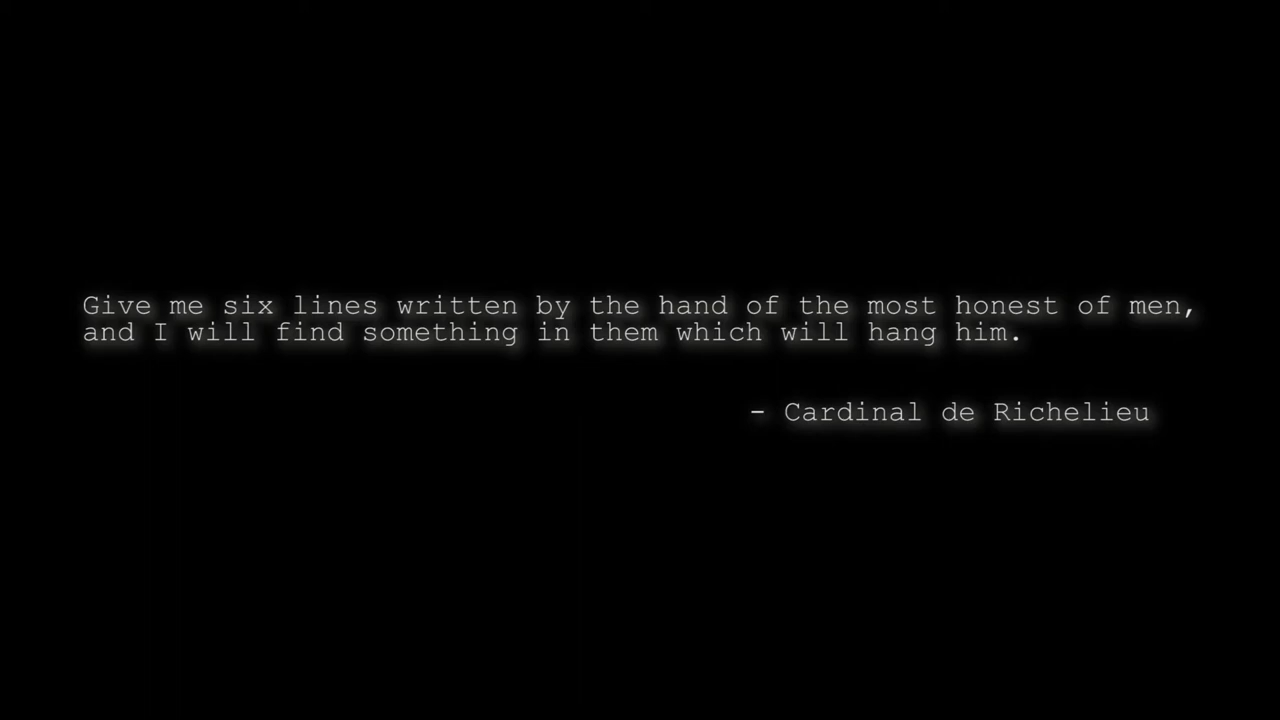 Give me six lines written by the hand of the most honest of men,
and I will find something in them which will hang him.
- Cardinal de Richelieu